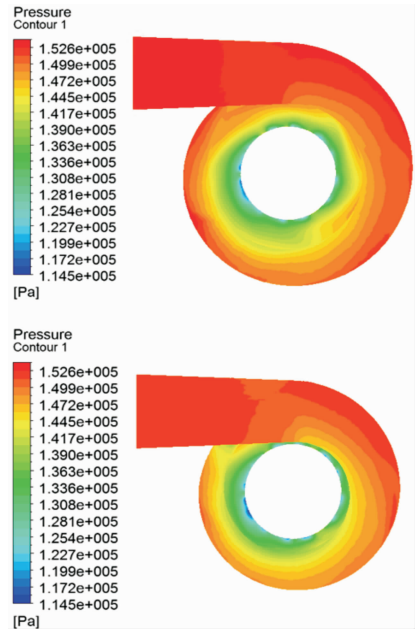 Pressure
Contour 1
1.526e+005
1.499e+005
1.472e+005
1.445e+005
1.417e+005
1.390e+005
1.363e+005
1.336e+005
1.308e+005
1.281e+005
1.254e+005
1.227e+005
1.199e+005
1.172e+005
1.145e+005
[Pa]
Pressure
Contour 1
1.526e+005
1.499e+005
1.472e+005
1.445e+005
1.417e+005
1.390e+005
1.363e+005
1.336e+005
1.308e+005
1.281e+005
1.254e+005
1.227e+005
1.199e+005
1.172e+005
1.145e+005
[Pa]